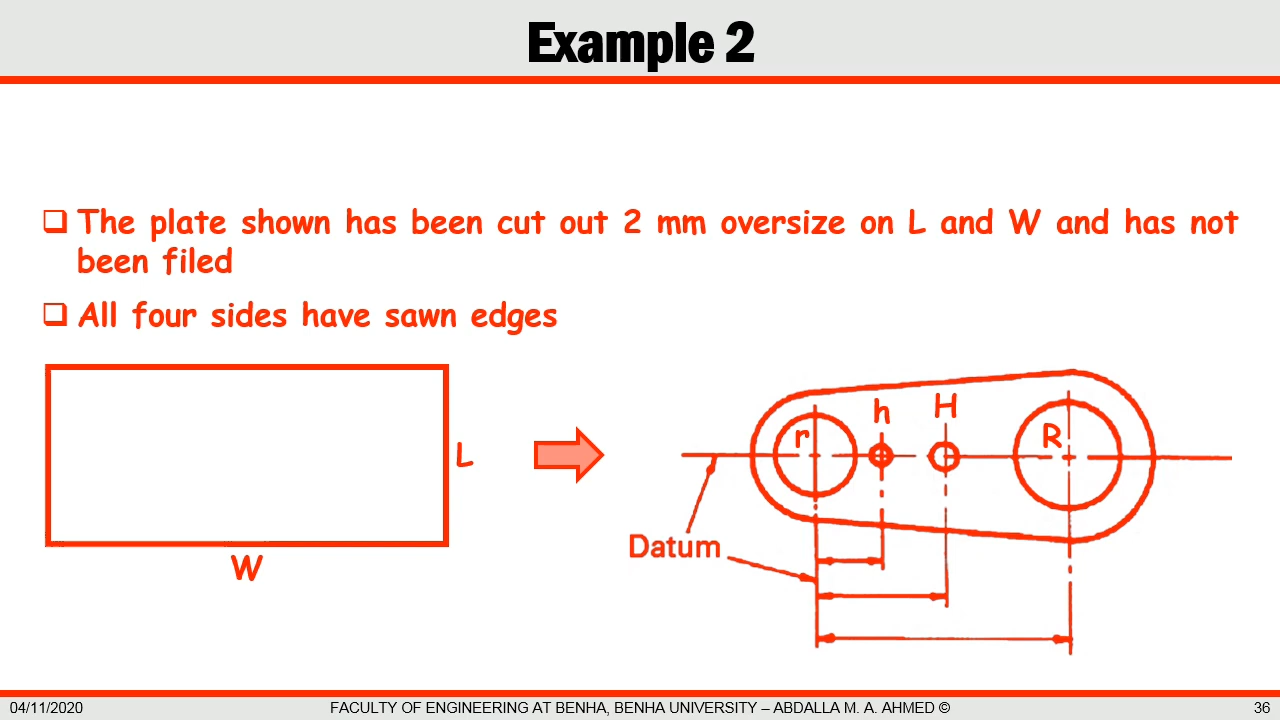 Example 2
❑ The plate shown has been cut out 2 mm oversize on L and W and has not
been filed
❑ All four sides have sawn edges
L
W
r
h
H
R
Datum
04/11/2020
FACULTY OF ENGINEERING AT BENHA, BENHA UNIVERSITY – ABDALLA M. A. AHMED ©
36